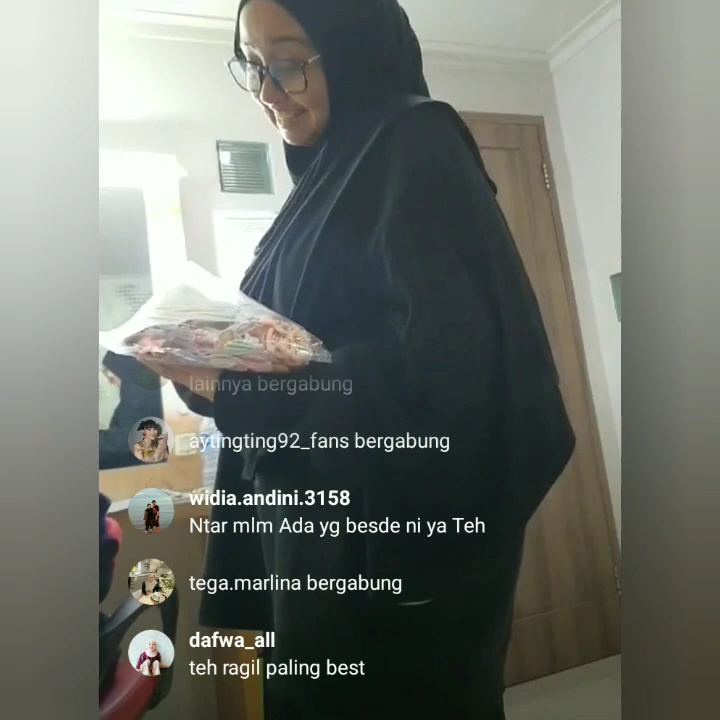 lainnya bergabung
aytingting92_fans bergabung
widia.andini.3158
Ntar mlm Ada yg besde ni ya Teh
tega.marlina bergabung
dafwa_all
teh ragil paling best